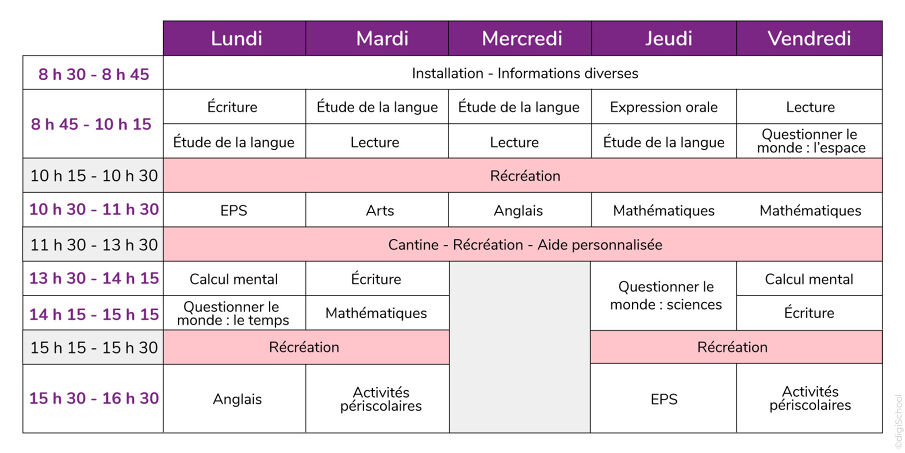 Lundi Mardi Mercredi Jeudi Vendredi
8 h 30 - 8 h 45 Installation - Informations diverses
8 h 45 - 10 h 15
Écriture Étude de la langue Étude de la langue Expression orale Lecture
Étude de la langue Lecture Lecture Étude de la langue Questionner le
monde : l'espace
10 h 15 - 10 h 30 Récréation
10 h 30 - 11 h 30 EPS Arts Anglais Mathématiques Mathématiques
11 h 30 - 13 h 30 Cantine - Récréation - Aide personnalisée
13 h 30 - 14 h 15 Calcul mental Écriture Questionner le
monde : sciences Calcul mental
14 h 15 - 15 h 15 Questionner le
monde : le temps Mathématiques Écriture
15 h 15 - 15 h 30 Récréation Récréation
15 h 30 - 16 h 30 Anglais Activités
périscolaires EPS Activités
périscolaires
©digiSchool